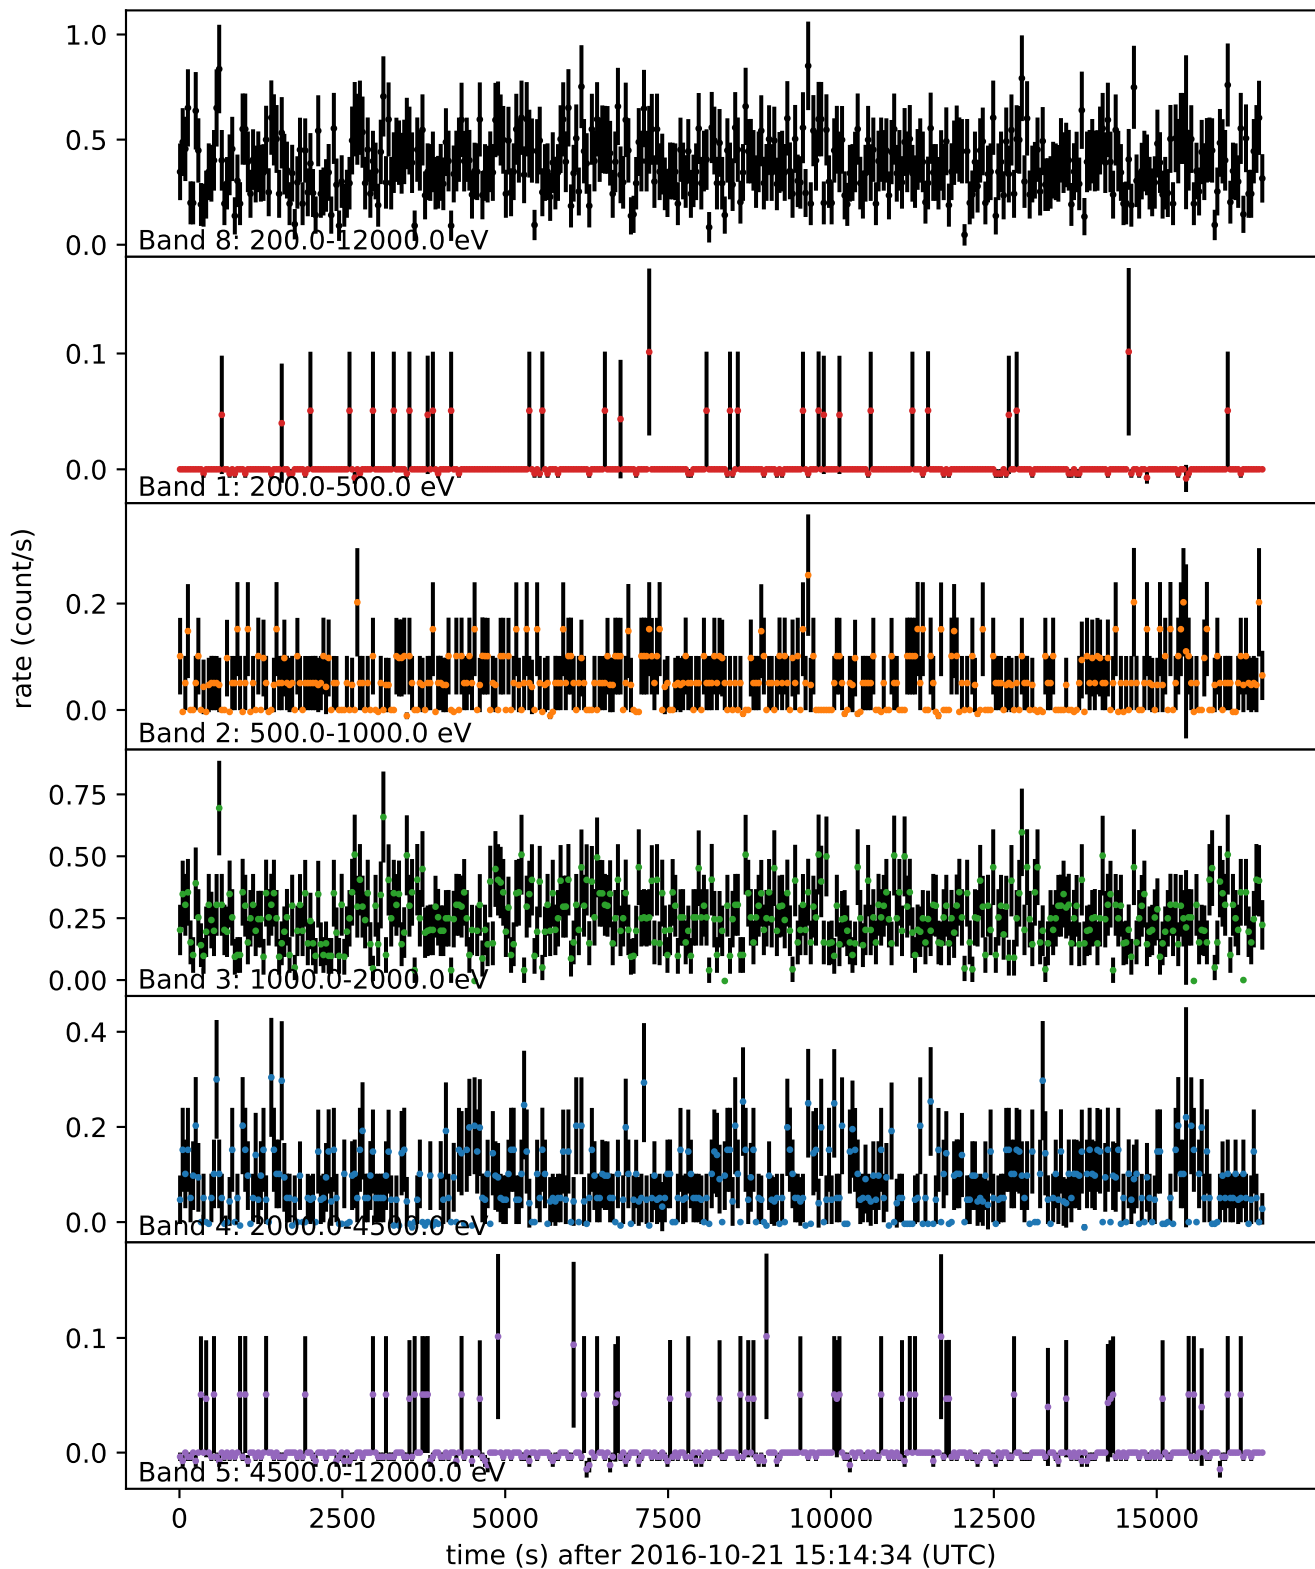 1.0
0.5
0.0
Band 8: 200.0-12000.0 eV
0.1
0.0
Band 1: 200.0-500.0 eV
rate (count/s)
0.2
0.0
Band 2: 500.0-1000.0 eV
0.75
0.50
0.25
0.00
Band 3: 1000.0-2000.0 eV
0.4
0.2
0.0
Band 4: 2000.0-4500.0 eV
0.1
0.0
Band 5: 4500.0-12000.0 eV
0 2500 5000 7500 10000 12500 15000
time (s) after 2016-10-21 15:14:34 (UTC)